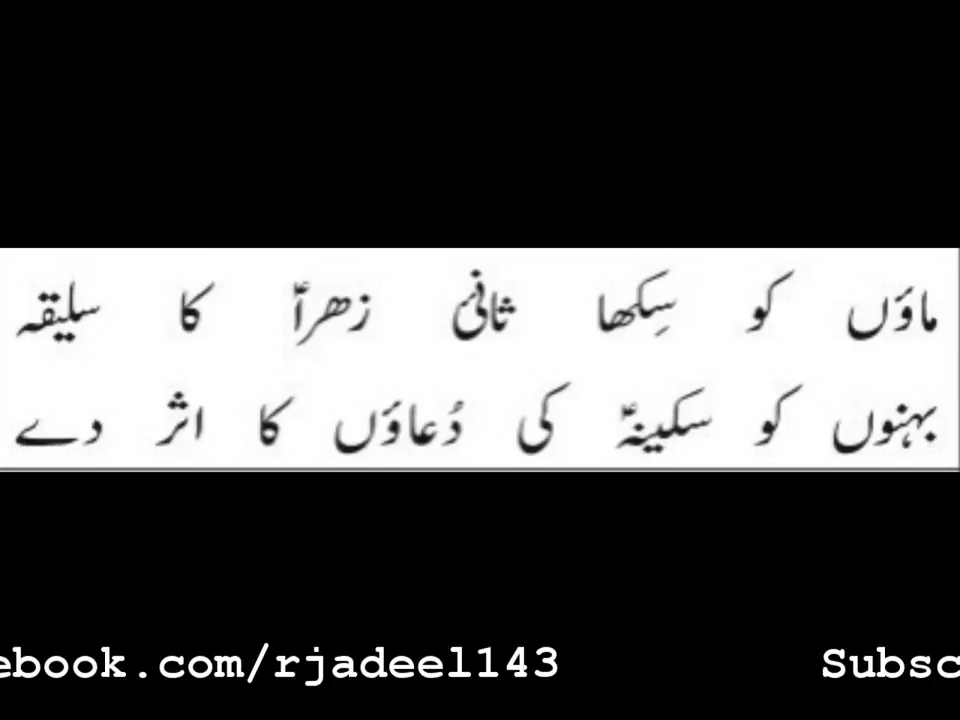 ماؤں کو سِکھا ثانیٔ زھراؑ کا سلیقہ
بہنوں کو سکینہؑ کی دُعاؤں کا اثر دے
ebook.com/rjadeel143 Subsc